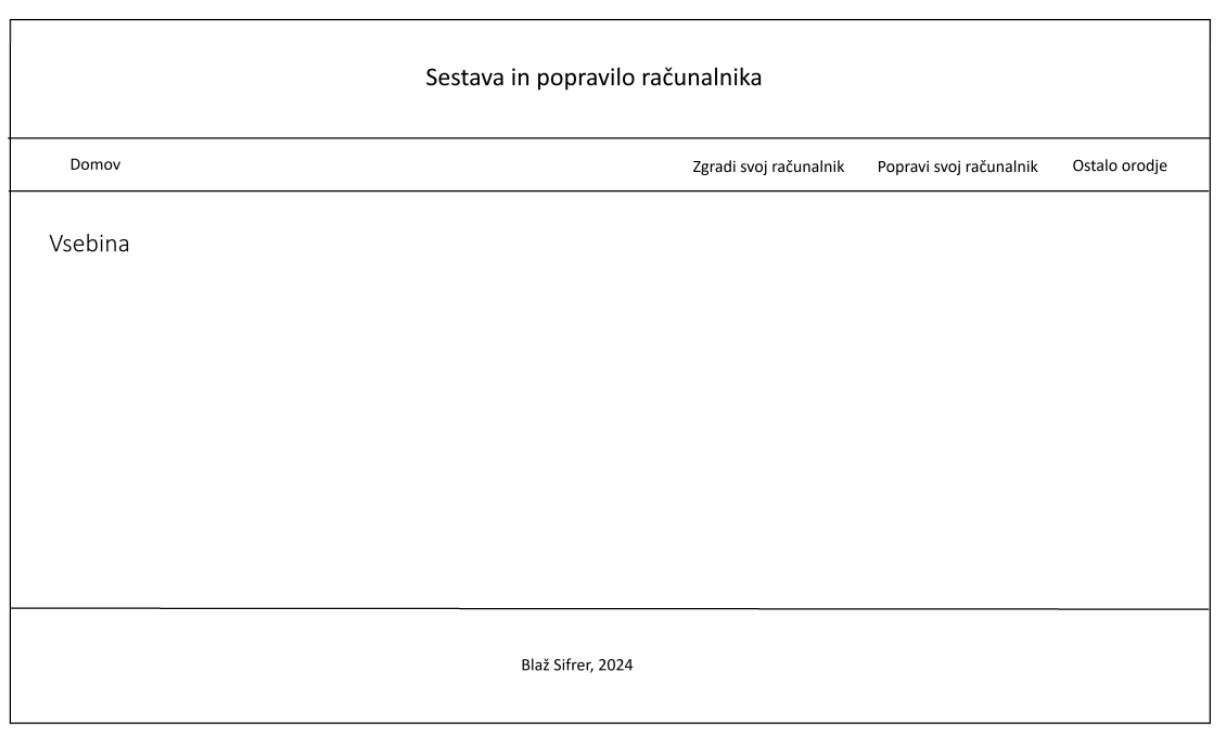 Sestava in popravilo računalnika
Domov
Zgradi svoj računalnik
Popravi svoj računalnik
Ostalo orodje
Vsebina
Blaž Sifrer, 2024